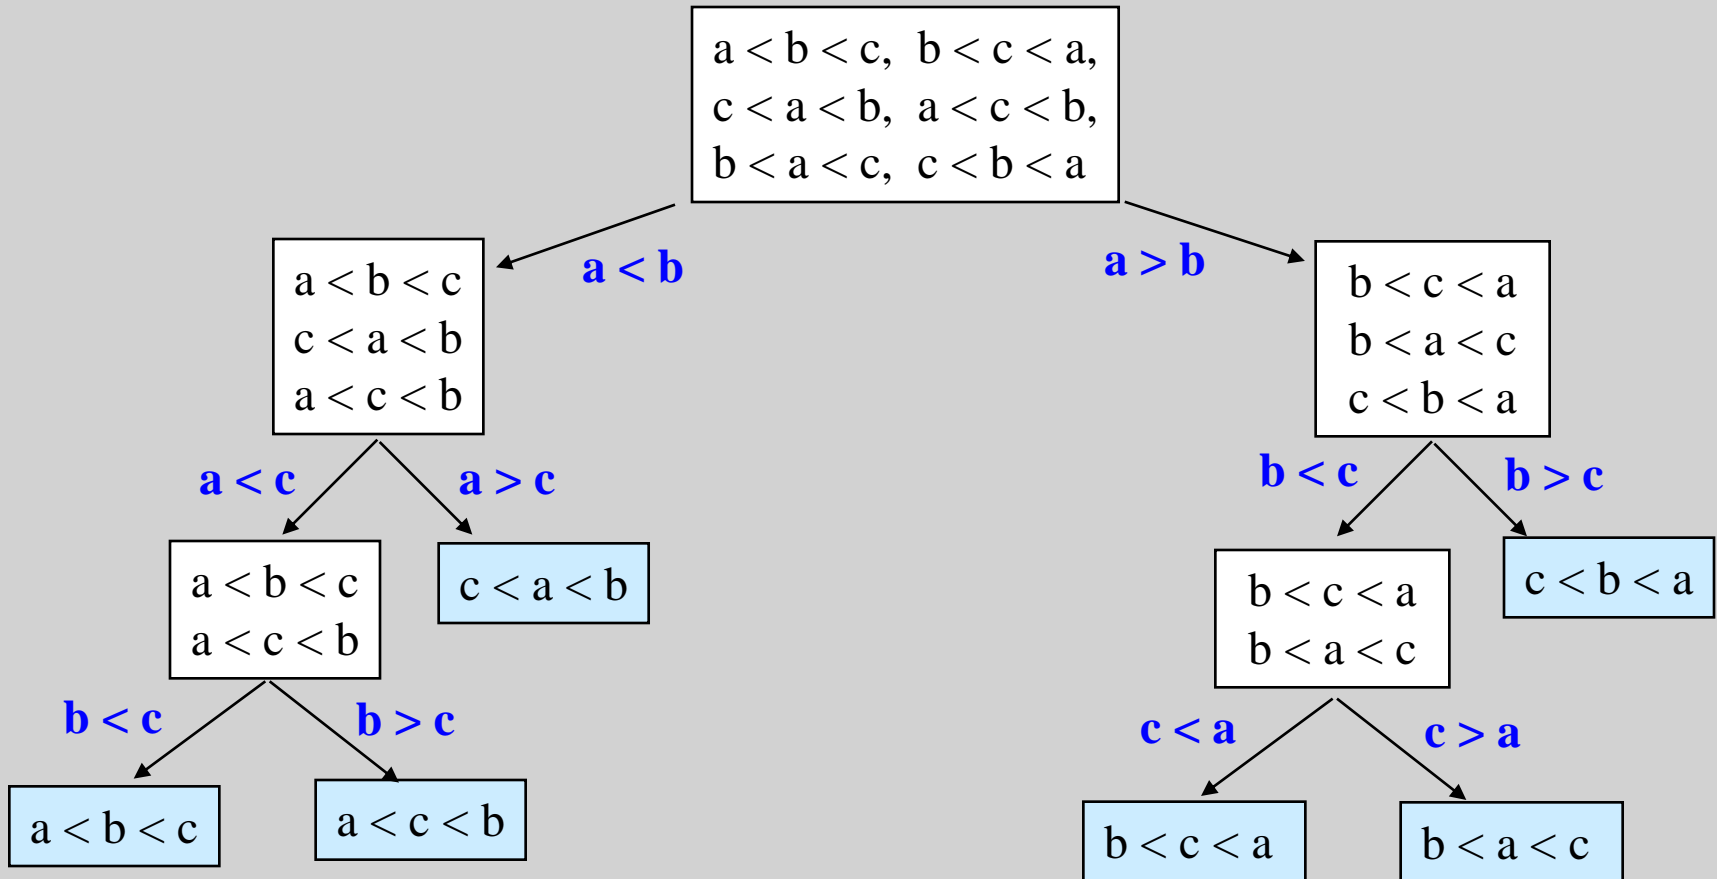 a < b < c,  b < c < a,
c < a < b,  a < c < b,
b < a < c,  c < b < a
a < b
a > b
a < b < c
c < a < b
a < c < b
b < c < a
b < a < c
c < b < a
a < c
a > c
b < c
b > c
a < b < c
a < c < b
c < a < b
b < c < a
b < a < c
c < b < a
b < c
b > c
c < a
c > a
a < b < c
a < c < b
b < c < a
b < a < c